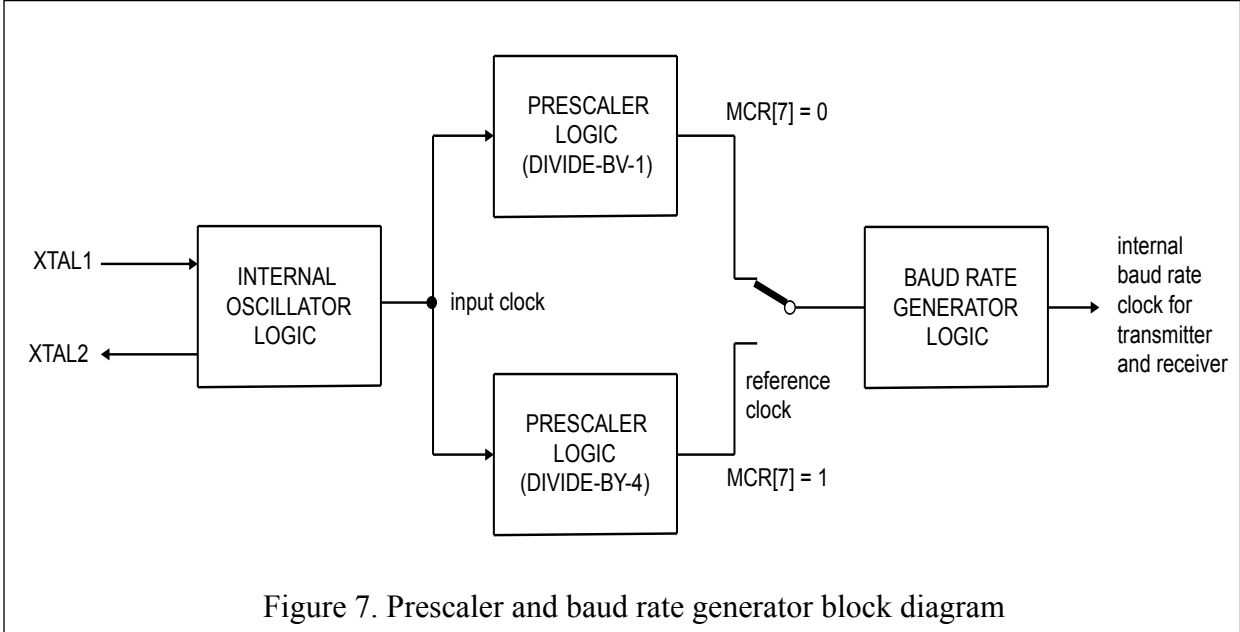 XTAL1
XTAL2
INTERNAL
OSCILLATOR
LOGIC
input clock
PRESCALER
LOGIC
(DIVIDE-BV-1)
MCR[7] = 0
PRESCALER
LOGIC
(DIVIDE-BY-4)
MCR[7] = 1
reference
clock
BAUD RATE
GENERATOR
LOGIC
internal
baud rate
clock for
transmitter
and receiver
Figure 7. Prescaler and baud rate generator block diagram